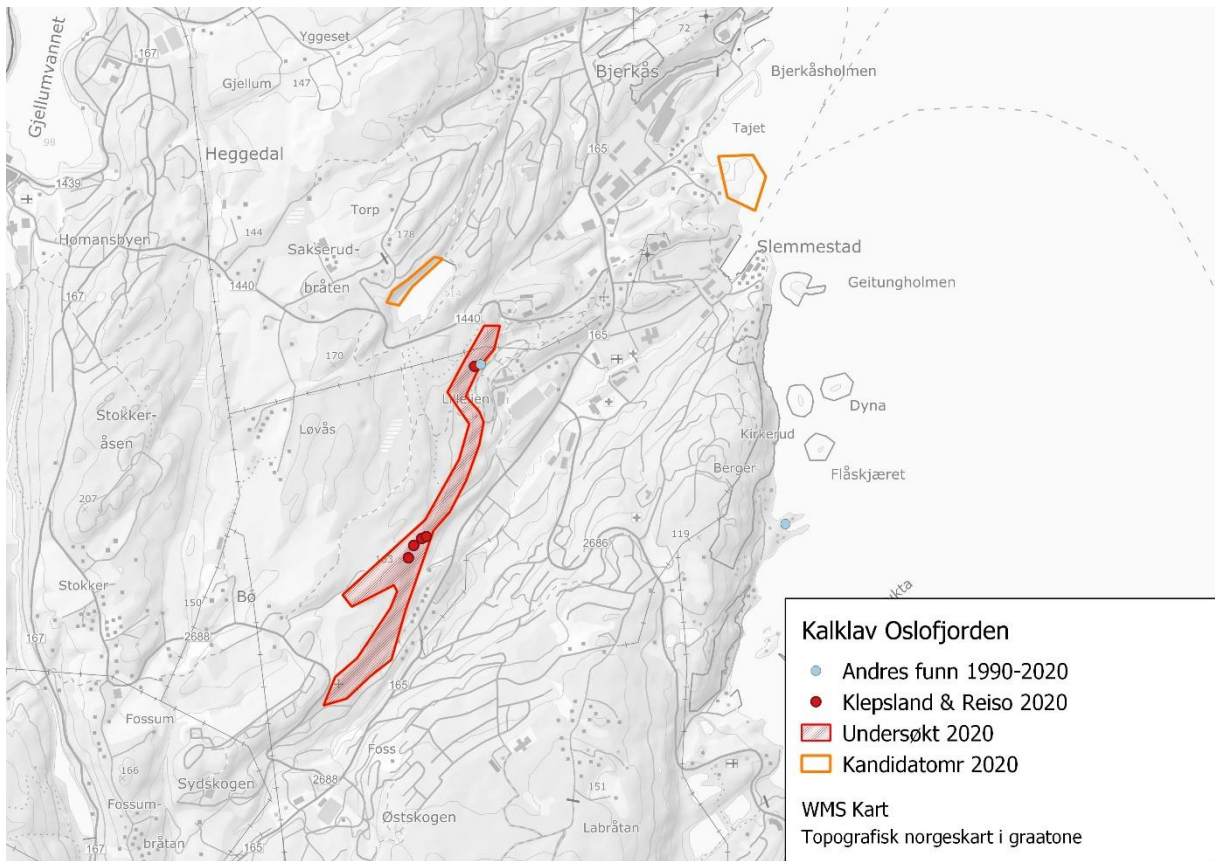 Yggeset
72
167
Gjellumvannet
Gjellum
147
Bjerkås
Bjerkåsholmen
Tajet
98
Heggedal
165
1439
Torp
Homansbyen
144
178
Sakserud-
bråten
Slemmestad
1440
167
Geitungholmen
1440
165
170
Stokker-
åsen
Løvås
Dyna
Kirkerud
Berger
Flåskjæret
207
2686
119
Stokker
150
Bø
ukta
2688
167
165
Fossum
Foss
166
Sydskogen
2688
151
Fossum-
bråtan
Østskogen
Labråtan
167
Kalklav Oslofjorden
Andres funn 1990-2020
Klepsland & Reiso 2020
Undersøkt 2020
Kandidatomr 2020
WMS Kart
Topografisk norgeskart i graatone